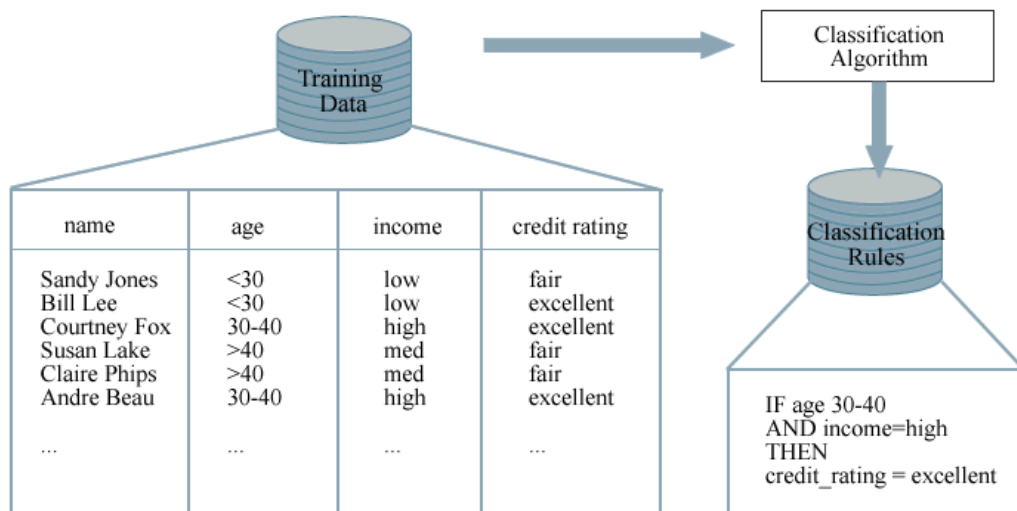 Training
Data
Classification
Algorithm
Classification
Rules
name age income credit rating
Sandy Jones <30 low fair
Bill Lee <30 low excellent
Courtney Fox 30-40 high excellent
Susan Lake >40 med fair
Claire Phips >40 med fair
Andre Beau 30-40 high excellent
... ... ... ...
IF age 30-40
AND income=high
THEN
credit_rating = excellent